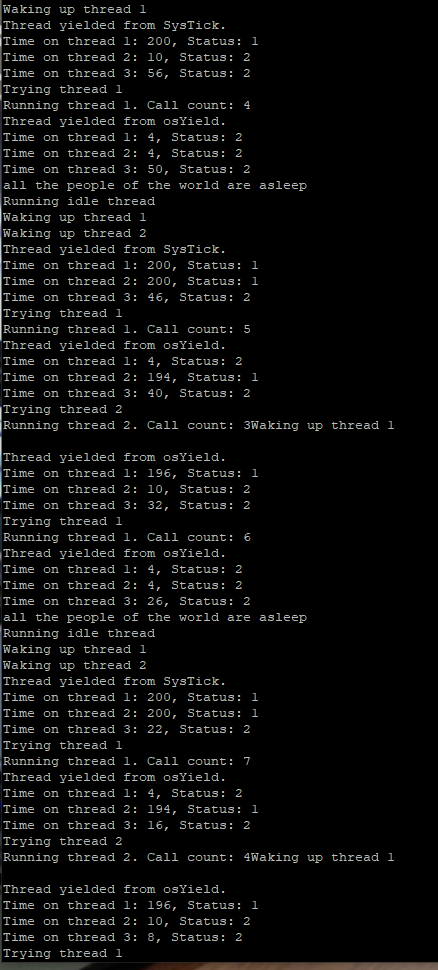 Waking up thread 1
Thread yielded from SysTick.
Time on thread 1: 200, Status: 1
Time on thread 2: 10, Status: 2
Time on thread 3: 56, Status: 2
Trying thread 1
Running thread 1. Call count: 4
Thread yielded from osYield.
Time on thread 1: 4, Status: 2
Time on thread 2: 4, Status: 2
Time on thread 3: 50, Status: 2
all the people of the world are asleep
Running idle thread
Waking up thread 1
Waking up thread 2
Thread yielded from SysTick.
Time on thread 1: 200, Status: 1
Time on thread 2: 200, Status: 1
Time on thread 3: 46, Status: 2
Trying thread 1
Running thread 1. Call count: 5
Thread yielded from osYield.
Time on thread 1: 4, Status: 2
Time on thread 2: 194, Status: 1
Time on thread 3: 40, Status: 2
Trying thread 2
Running thread 2. Call count: 3Waking up thread 1
Thread yielded from osYield.
Time on thread 1: 196, Status: 1
Time on thread 2: 10, Status: 2
Time on thread 3: 32, Status: 2
Trying thread 1
Running thread 1. Call count: 6
Thread yielded from osYield.
Time on thread 1: 4, Status: 2
Time on thread 2: 4, Status: 2
Time on thread 3: 26, Status: 2
all the people of the world are asleep
Running idle thread
Waking up thread 1
Waking up thread 2
Thread yielded from SysTick.
Time on thread 1: 200, Status: 1
Time on thread 2: 200, Status: 1
Time on thread 3: 22, Status: 2
Trying thread 1
Running thread 1. Call count: 7
Thread yielded from osYield.
Time on thread 1: 4, Status: 2
Time on thread 2: 194, Status: 1
Time on thread 3: 16, Status: 2
Trying thread 2
Running thread 2. Call count: 4Waking up thread 1
Thread yielded from osYield.
Time on thread 1: 196, Status: 1
Time on thread 2: 10, Status: 2
Time on thread 3: 8, Status: 2
Trying thread 1